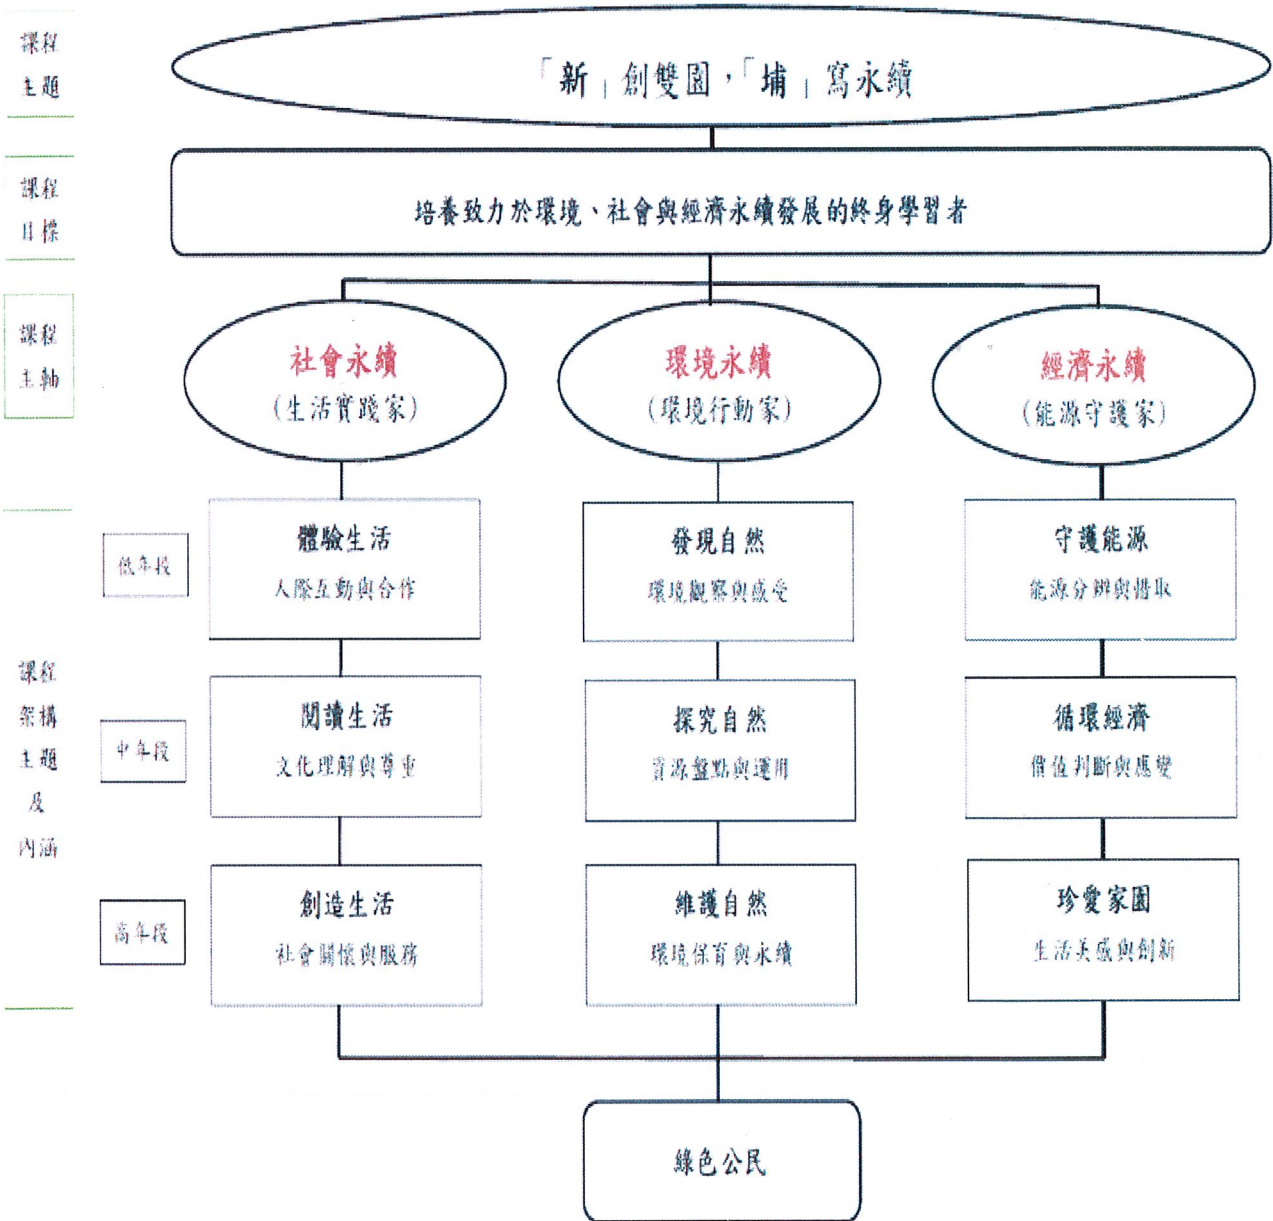 課程
主題
「新」創雙園，「埔」寫永續
課程
目標
培養致力於環境、社會與經濟永續發展的終身學習者
課程
主軸
社會永續
(生活實踐家)
環境永續
(環境行動家)
經濟永續
(能源守護家)
課程
架構
主題
及
內涵
低年段
體驗生活
人際互動與合作
發現自然
環境觀察與感受
守護能源
能源分辨與惜取
中年段
閱讀生活
文化理解與尊重
探究自然
資源盤點與運用
循環經濟
價值判斷與應變
高年段
創造生活
社會關懷與服務
維護自然
環境保育與永續
珍愛家園
生活美感與創新
綠色公民